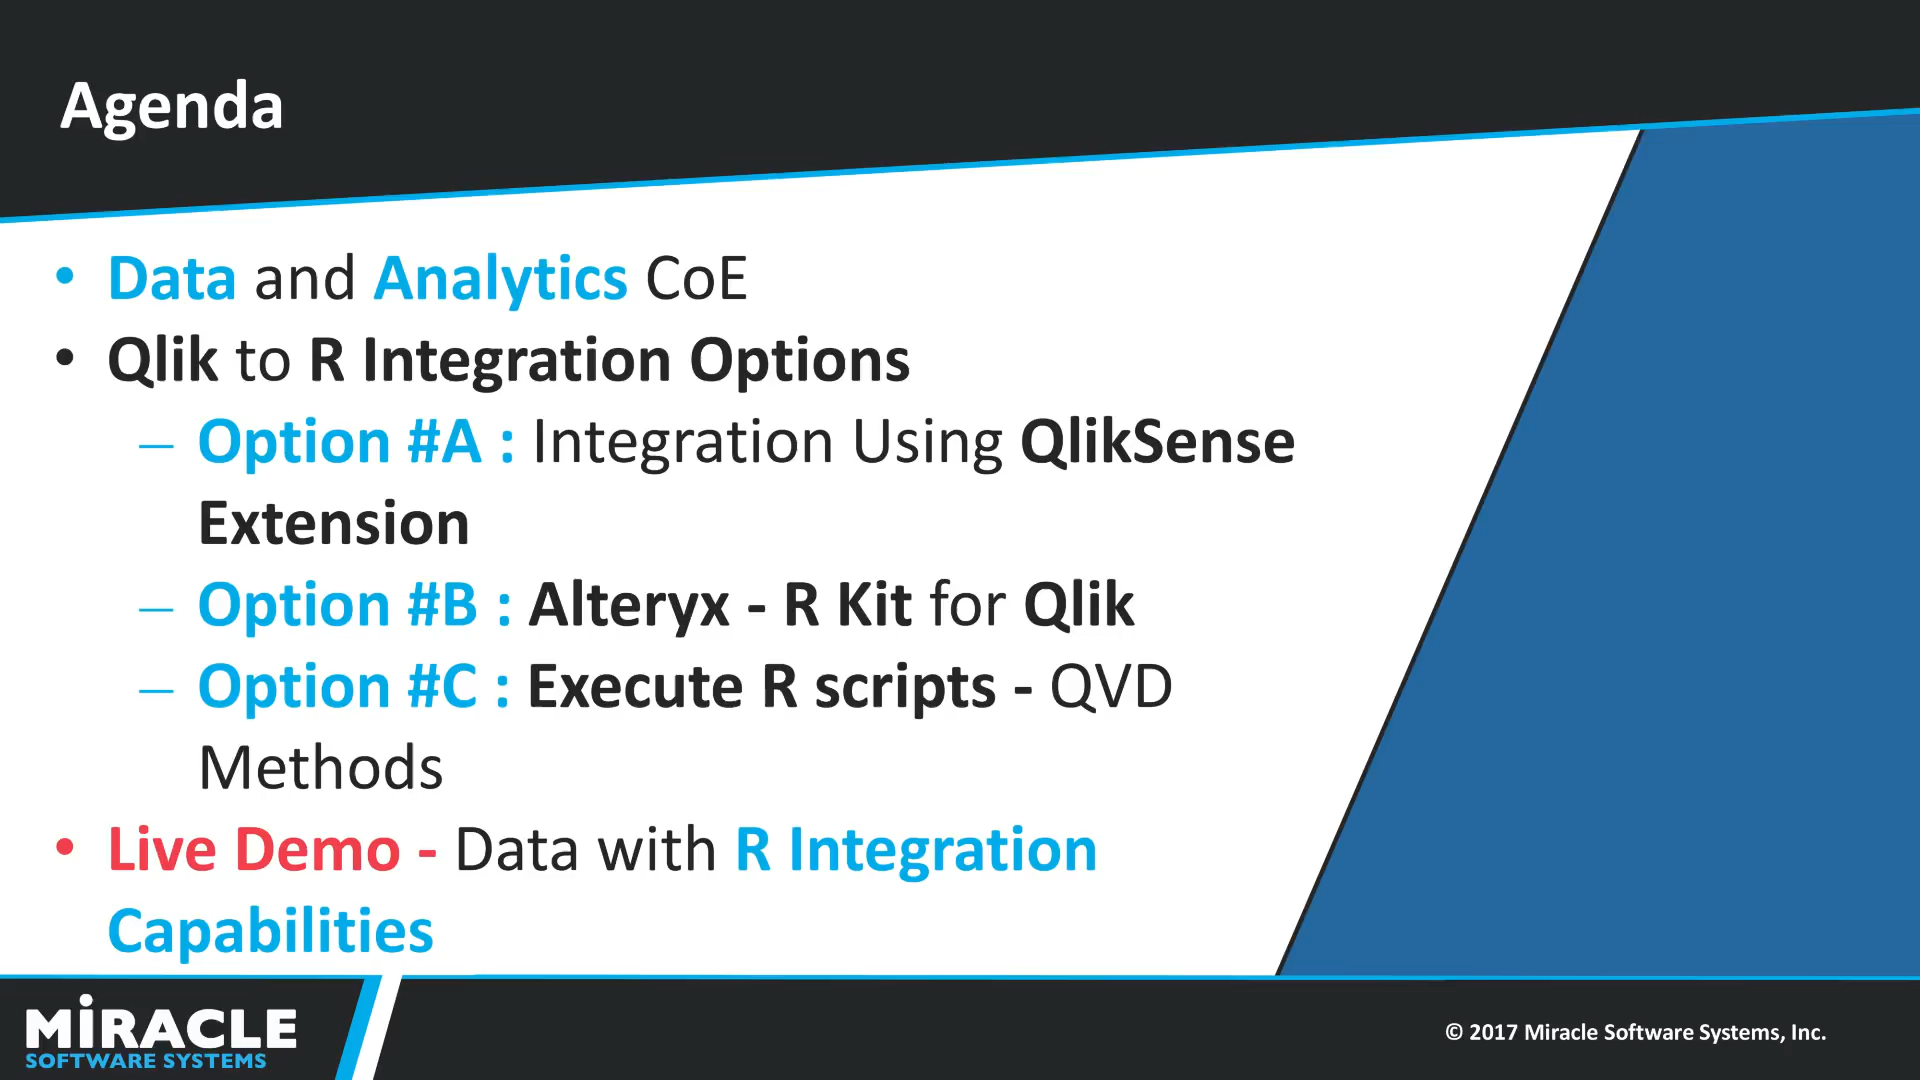 Agenda
• Data and Analytics CoE
• Qlik to R Integration Options
– Option #A : Integration Using QlikSense
Extension
– Option #B : Alteryx - R Kit for Qlik
– Option #C : Execute R scripts - QVD
Methods
• Live Demo - Data with R Integration
Capabilities
MiRACLE
SOFTWARE SYSTEMS
© 2017 Miracle Software Systems, Inc.